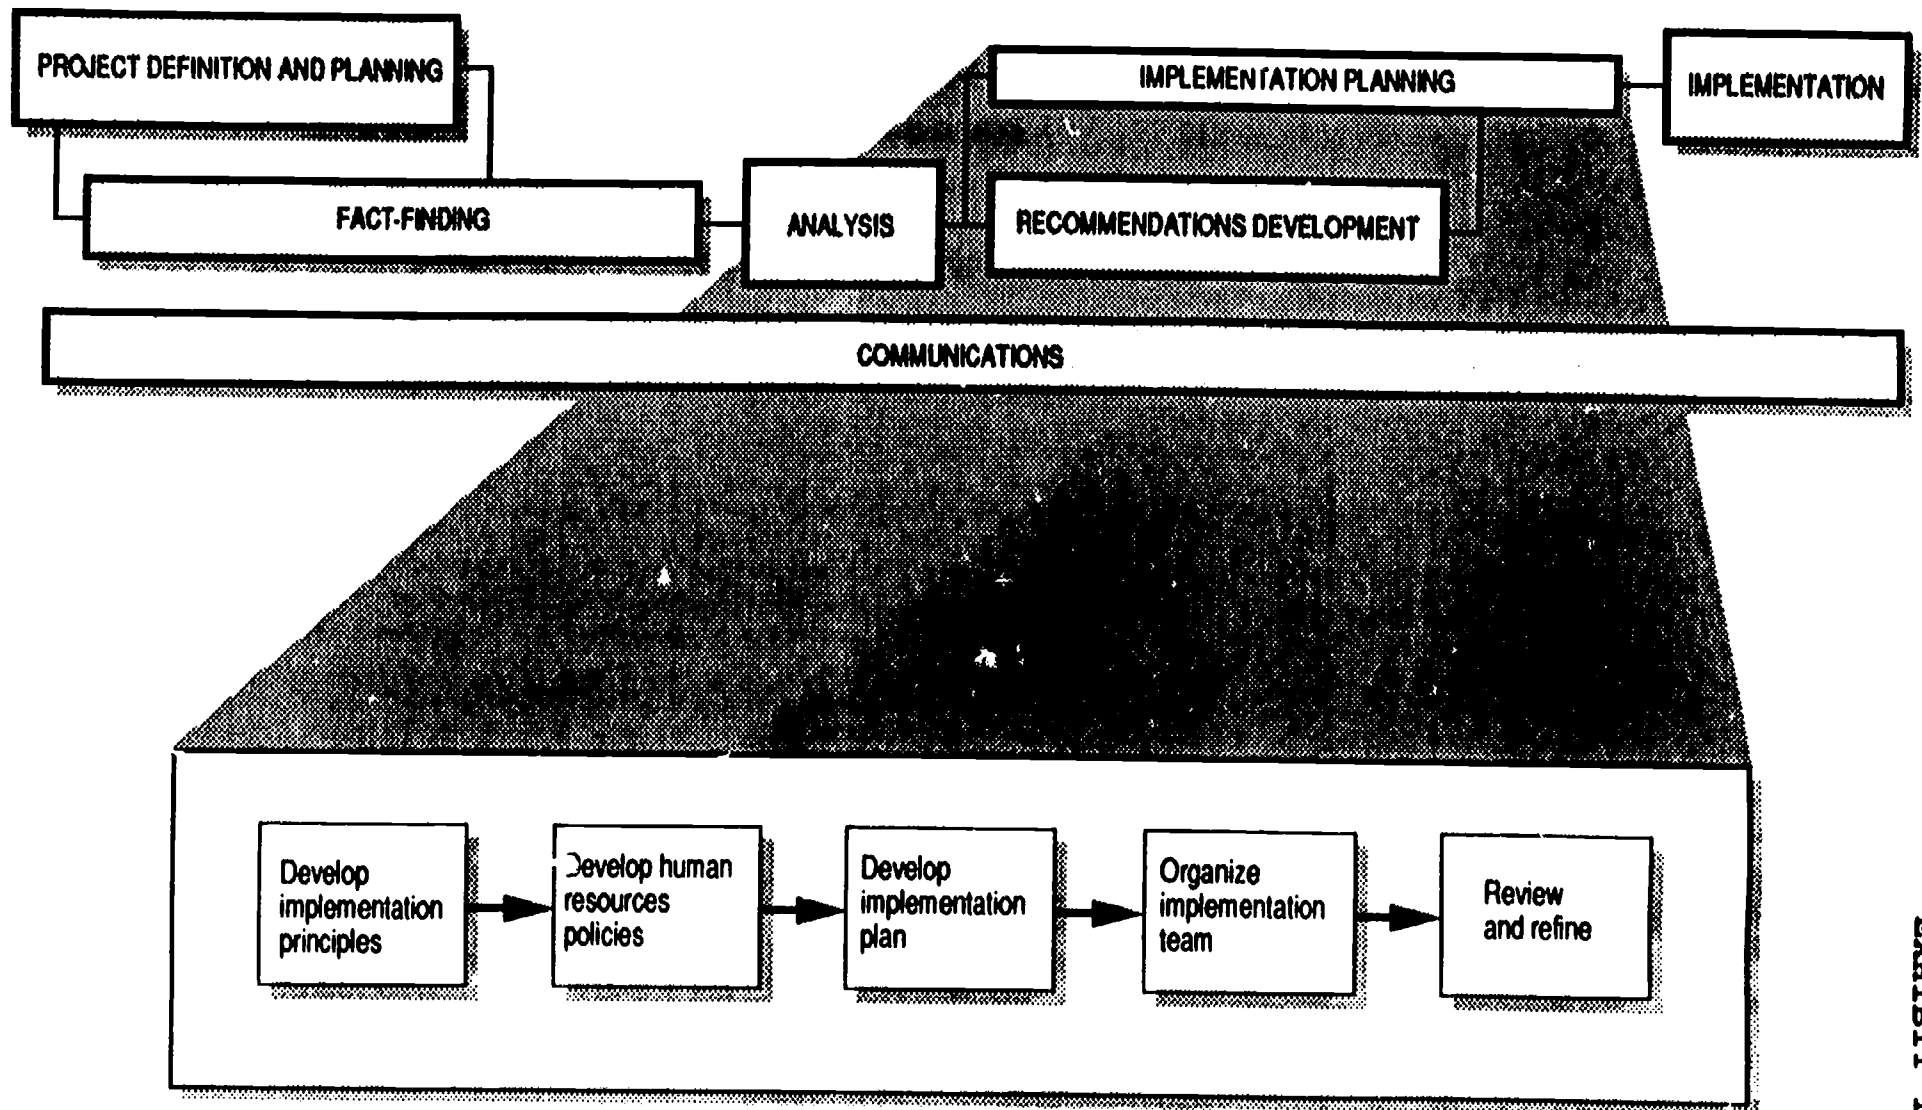 PROJECT DEFINITION AND PLANNING
IMPLEMENTATION PLANNING
IMPLEMENTATION
FACT-FINDING
ANALYSIS
RECOMMENDATIONS DEVELOPMENT
COMMUNICATIONS
Develop
implementation
principles
Develop human
resources
policies
Develop
implementation
plan
Organize
implementation
team
Review
and refine